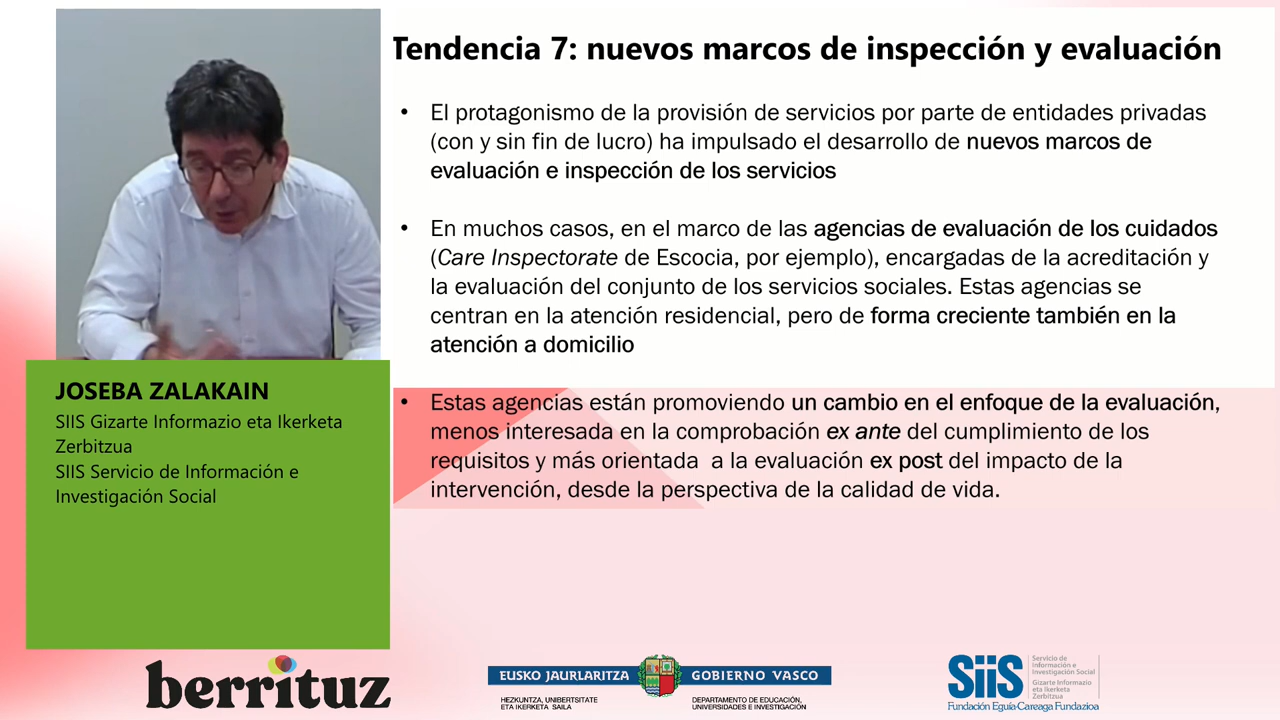 Tendencia 7: nuevos marcos de inspección y evaluación
• El protagonismo de la provisión de servicios por parte de entidades privadas
(con y sin fin de lucro) ha impulsado el desarrollo de nuevos marcos de
evaluación e inspección de los servicios
• En muchos casos, en el marco de las agencias de evaluación de los cuidados
(Care Inspectorate de Escocia, por ejemplo), encargadas de la acreditación y
la evaluación del conjunto de los servicios sociales. Estas agencias se
centran en la atención residencial, pero de forma creciente también en la
atención a domicilio
• Estas agencias están promoviendo un cambio en el enfoque de la evaluación,
menos interesada en la comprobación ex ante del cumplimiento de los
requisitos y más orientada a la evaluación ex post del impacto de la
intervención, desde la perspectiva de la calidad de vida.
JOSEBA ZALAKAIN
SIIS Gizarte Informazio eta Ikerketa
Zerbitzua
SIIS Servicio de Información e
Investigación Social
berrituz
EUSKO JAURLARITZA
GOBIERNO VASCO
HEZKUNTZA, UNIBERTSITATE
ETA IKERKETA SAILA
DEPARTAMENTO DE EDUCACIÓN,
UNIVERSIDADES E INVESTIGACIÓN
SiiS
Servicio de
Información e
Investigación Social
Gizarte Informazio
eta Ikerketa
Zerbitzua
Fundación Eguía-Careaga Fundazioa